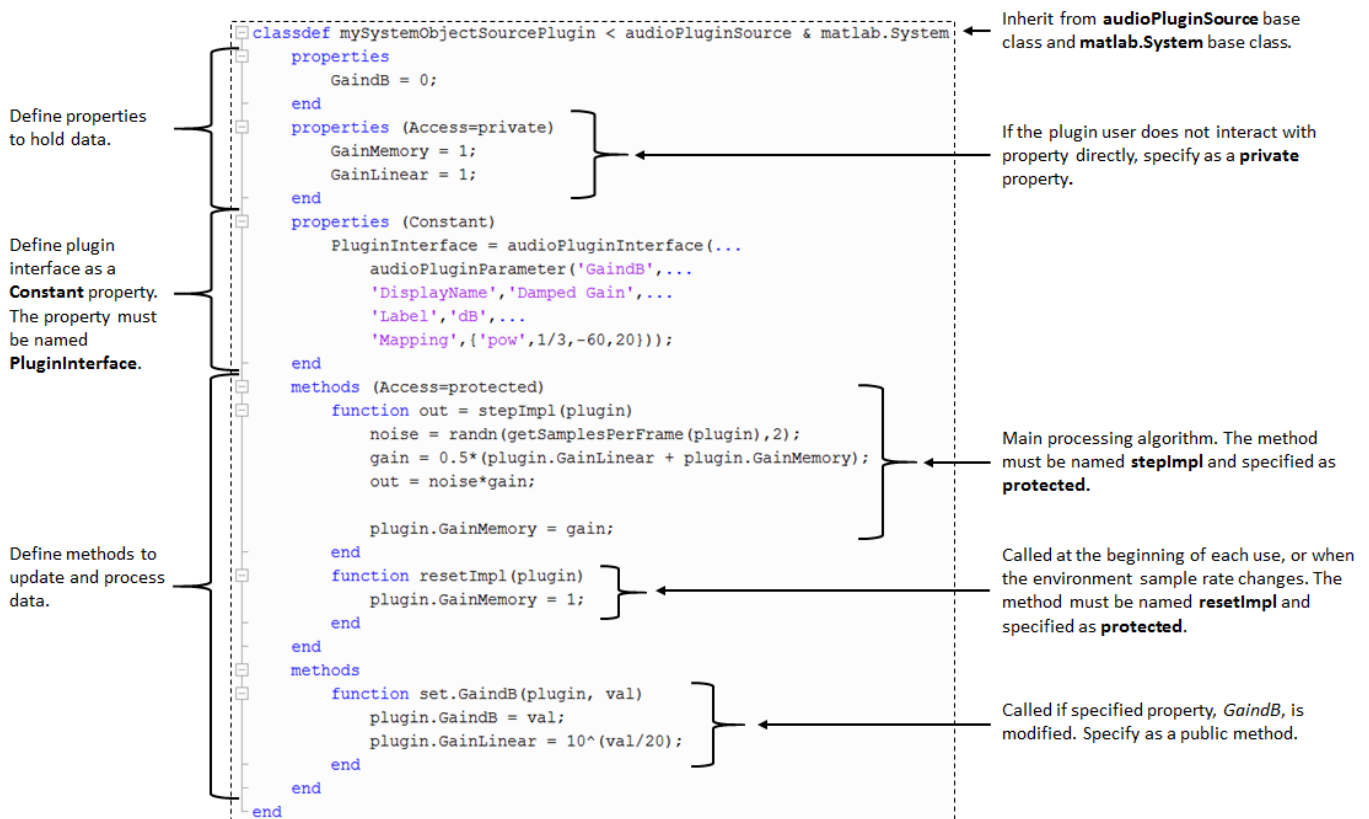 classdef mySystemObjectSourcePlugin < audioPluginSource & matlab.System
properties
GaindB = 0;
end
properties (Access=private)
GainMemory = 1;
GainLinear = 1;
end
properties (Constant)
PluginInterface = audioPluginInterface(...
audioPluginParameter('GaindB',...
'DisplayName','Damped Gain',...
'Label','dB',...
'Mapping',{'pow',1/3,-60,20}));
end
methods (Access=protected)
function out = stepImpl(plugin)
noise = randn(getSamplesPerFrame(plugin),2);
gain = 0.5*(plugin.GainLinear + plugin.GainMemory);
out = noise*gain;
plugin.GainMemory = gain;
end
function resetImpl(plugin)
plugin.GainMemory = 1;
end
end
methods
function set.GaindB(plugin, val)
plugin.GaindB = val;
plugin.GainLinear = 10^(val/20);
end
end
end
Define properties
to hold data.
Define plugin
interface as a
Constant property.
The property must
be named
PluginInterface.
Define methods to
update and process
data.
Inherit from audioPluginSource base
class and matlab.System base class.
If the plugin user does not interact with
property directly, specify as a private
property.
Main processing algorithm. The method
must be named stepImpl and specified as
protected.
Called at the beginning of each use, or when
the environment sample rate changes. The
method must be named resetImpl and
specified as protected.
Called if specified property, GaindB, is
modified. Specify as a public method.